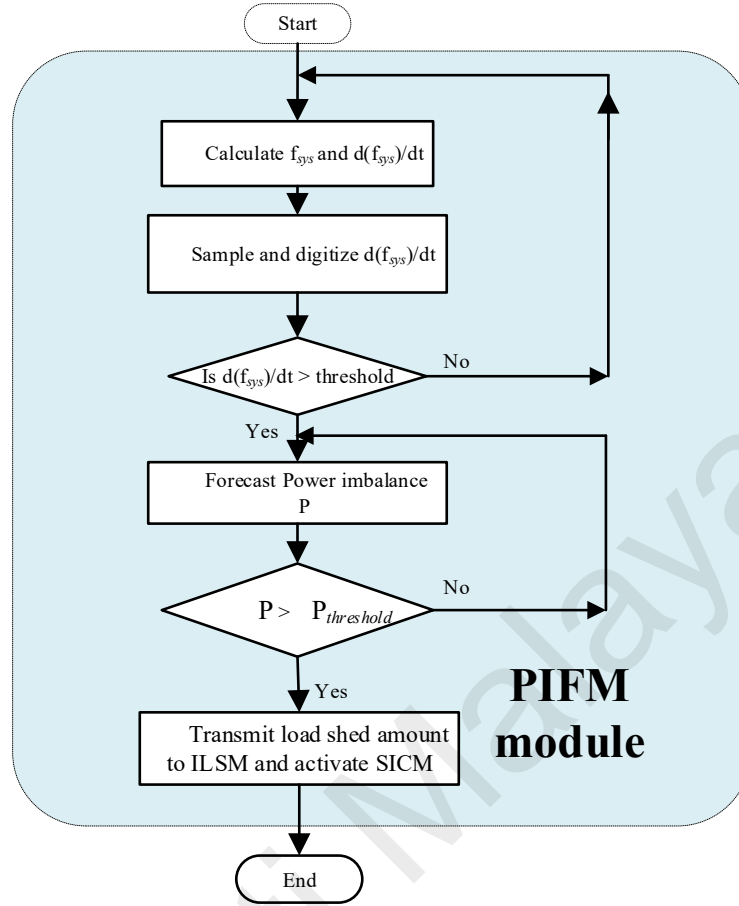 Start
Calculate fsys and d(fsys)/dt
Sample and digitize d(fsys)/dt
Is d(fsys)/dt > threshold
No
Yes
Forecast Power imbalance
P
P > Pthreshold
No
Yes
PIFM
module
Transmit load shed amount
to ILSM and activate SICM
End
Malaya